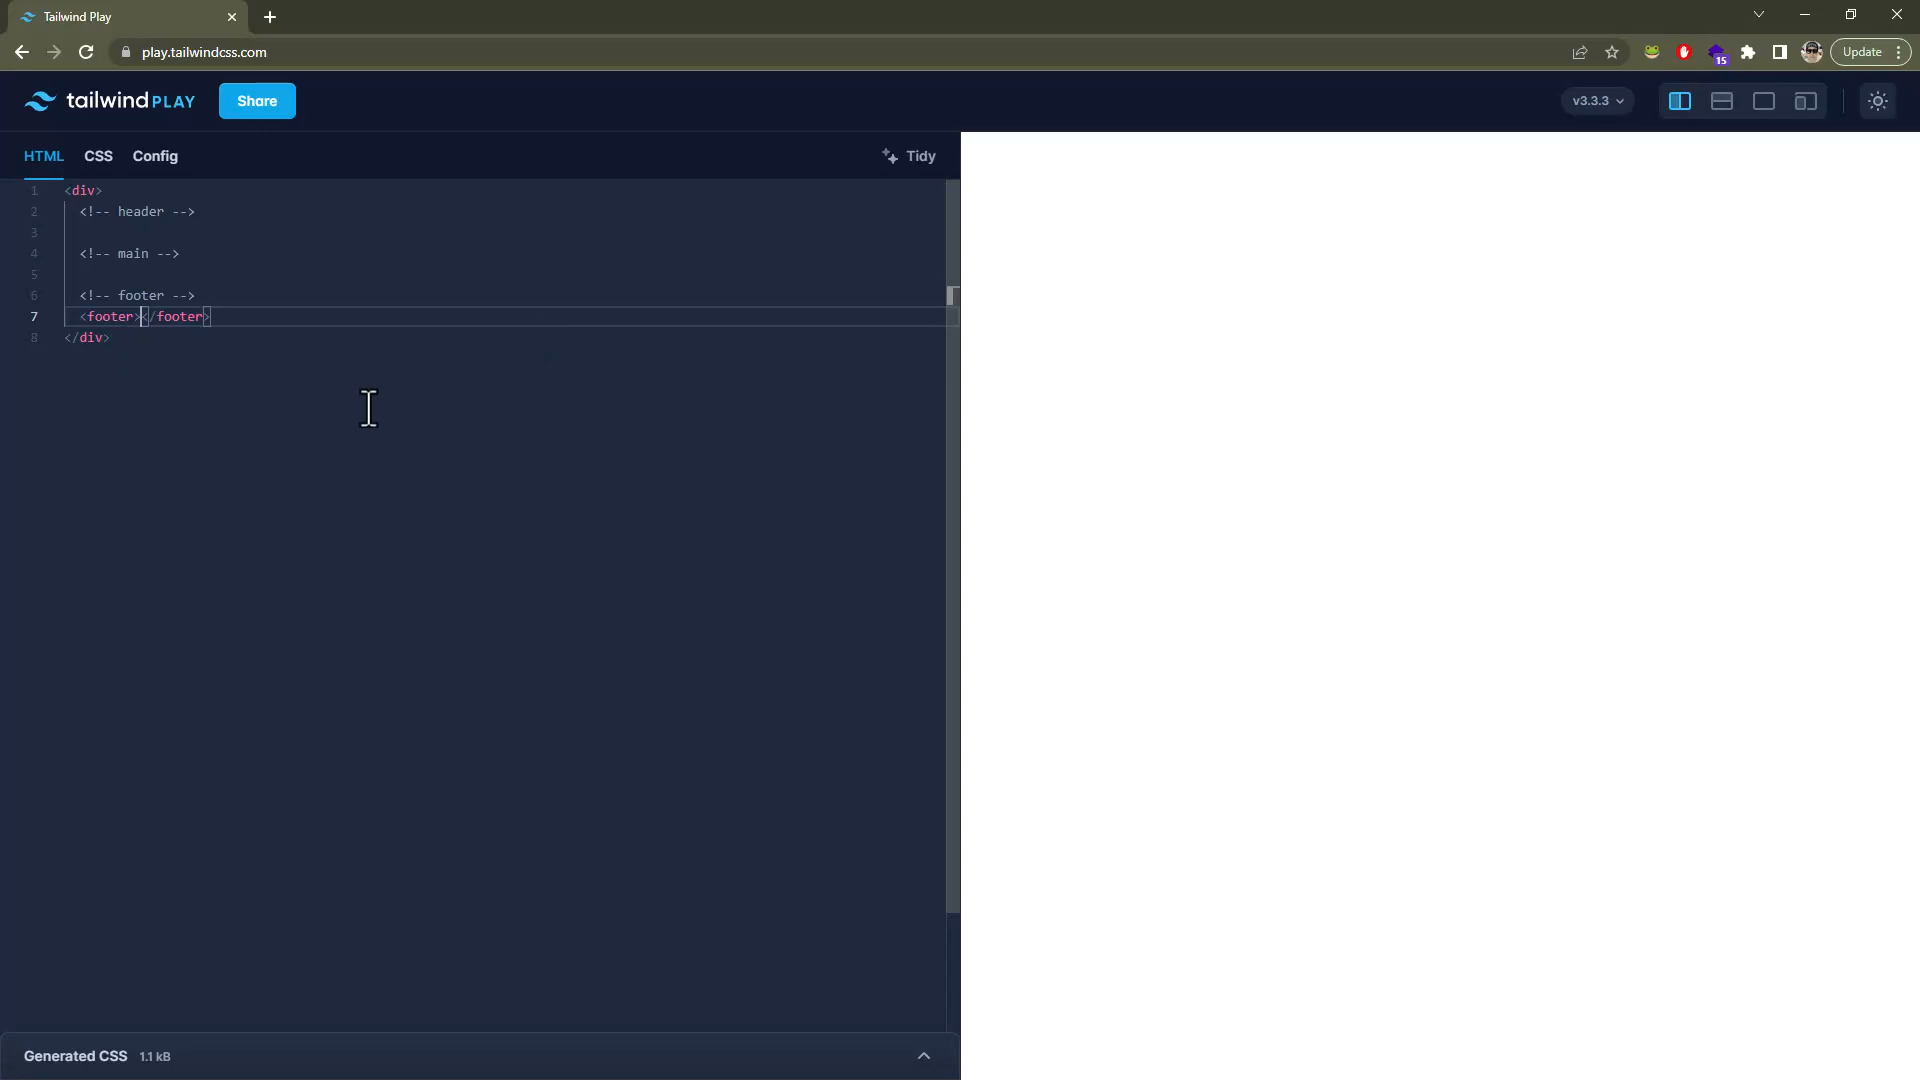 Tailwind Play
play.tailwindcss.com
15
Update
tailwind PLAY
Share
v3.3.3
HTML
CSS
Config
Tidy
1 <div>
2 <!-- header -->
3
4 <!-- main -->
5
6 <!-- footer -->
7 <footer></footer>
8 </div>
Generated CSS 1.1 kB